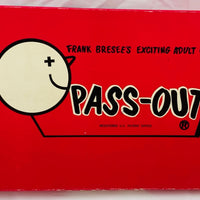 FRANK BRESEE'S EXCITING ADULT
PASS-OUT
®